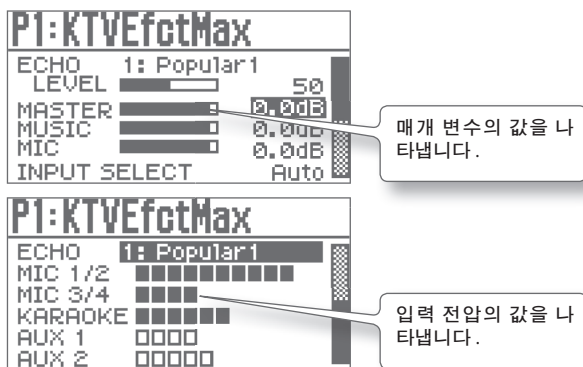 P1:KTVEfctMax
ECHO 1: Popular1
LEVEL 50
MASTER 0.0dB
MUSIC 0.0dB
MIC 0.0dB
INPUT SELECT Auto
매개 변수의 값을 나
타냅니다.
P1:KTVEfctMax
ECHO 1: Popular1
MIC 1/2
MIC 3/4
KARAOKE
AUX 1
AUX 2
입력 전압의 값을 나
타냅니다.